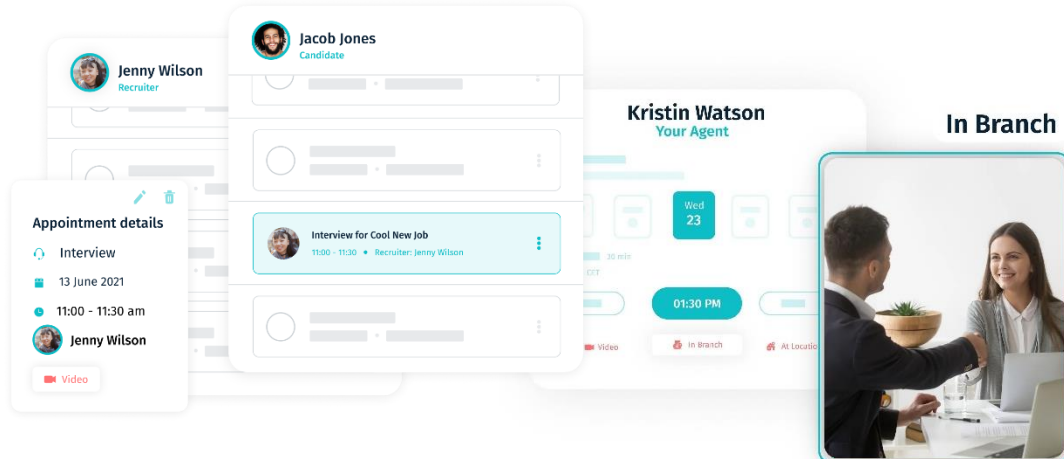 Jenny Wilson
Recruiter
Appointment details
Interview
13 June 2021
11:00 - 11:30 am
Jenny Wilson
Video
Jacob Jones
Candidate
Interview for Cool New Job
11:00 - 11:30 • Recruiter: Jenny Wilson
Kristin Watson
Your Agent
Wed
23
30 min
CET
01:30 PM
Video
In Branch
At Locatio
In Branch